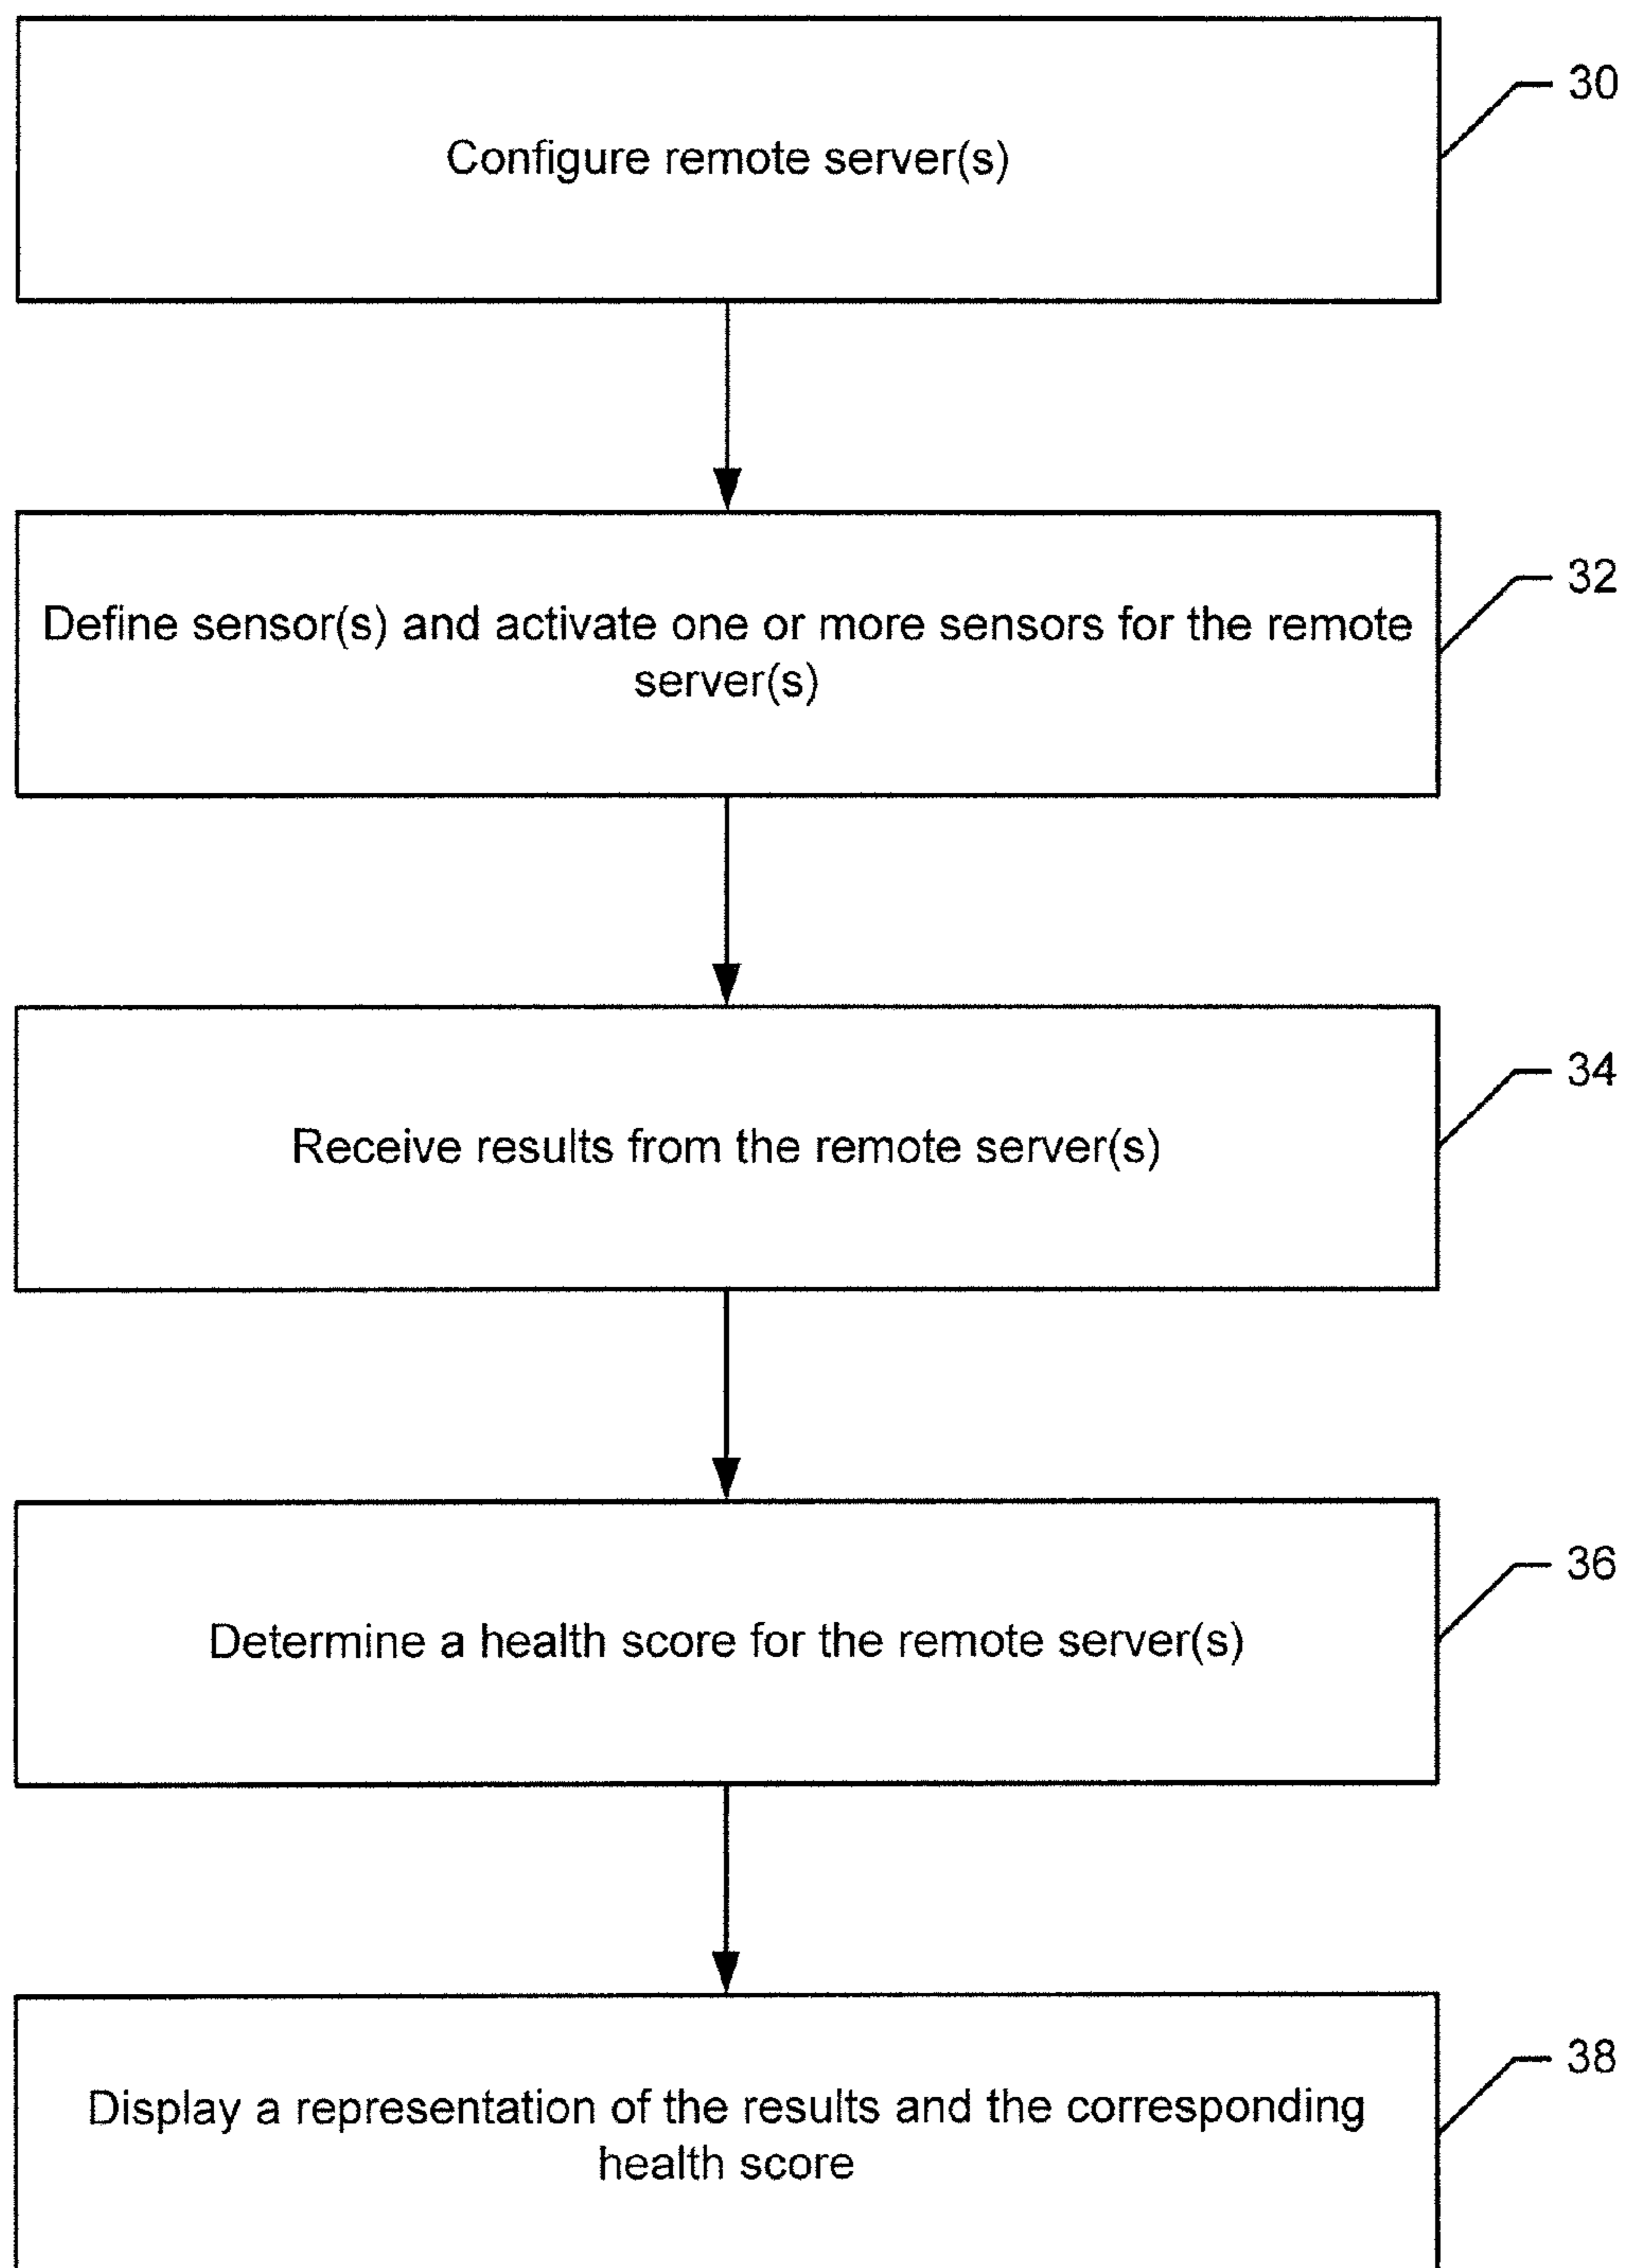 Configure remote server(s)
30
Define sensor(s) and activate one or more sensors for the remote
server(s)
32
Receive results from the remote server(s)
34
Determine a health score for the remote server(s)
36
Display a representation of the results and the corresponding
health score
38